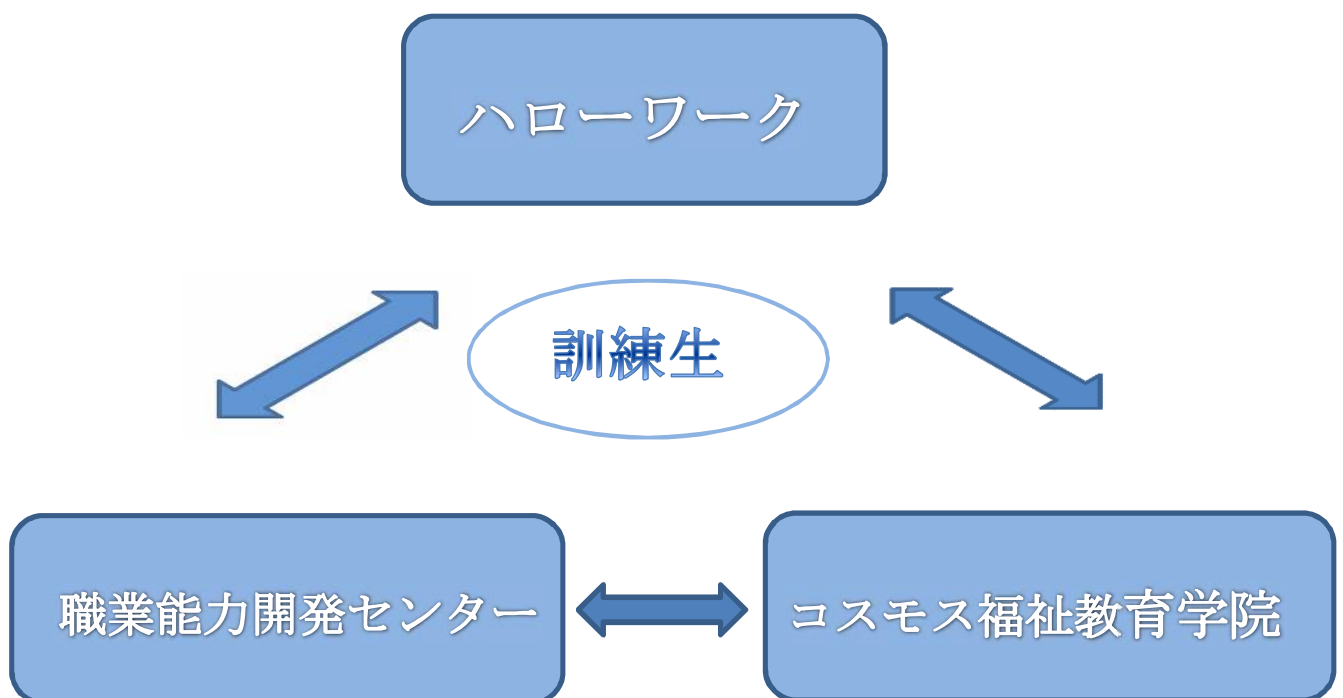 ハローワーク
訓練生
職業能力開発センター
コスモス福祉教育学院